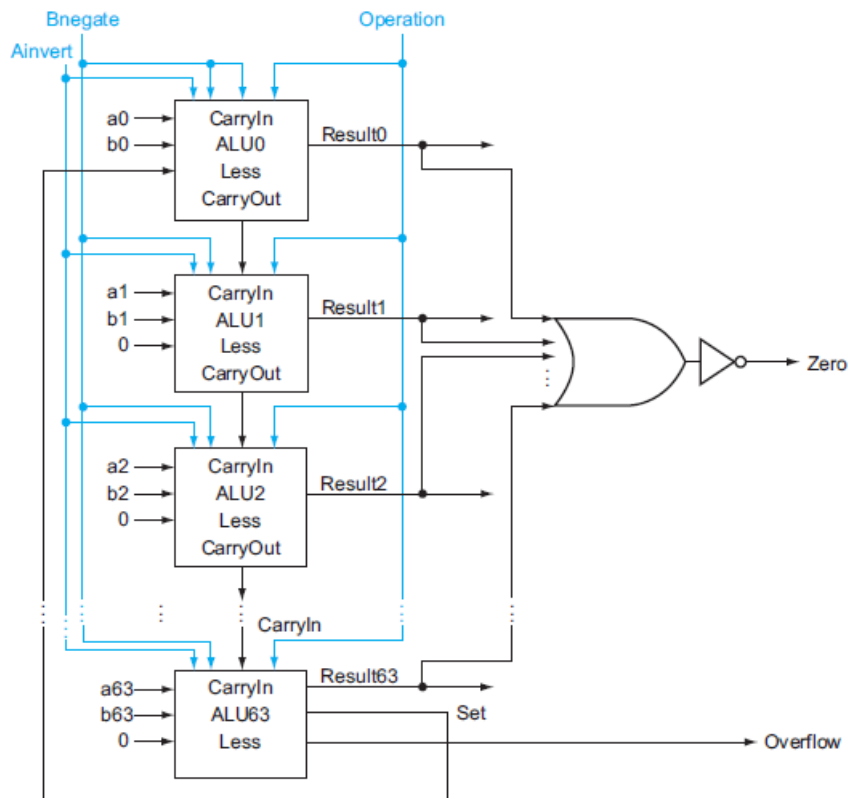 Bnegate
Operation
Ainvert
a0
b0
CarryIn
ALU0
Less
CarryOut
Result0
a1
b1
0
CarryIn
ALU1
Less
CarryOut
Result1
Zero
a2
b2
0
CarryIn
ALU2
Less
CarryOut
Result2
CarryIn
a63
b63
0
CarryIn
ALU63
Less
Result63
Set
Overflow